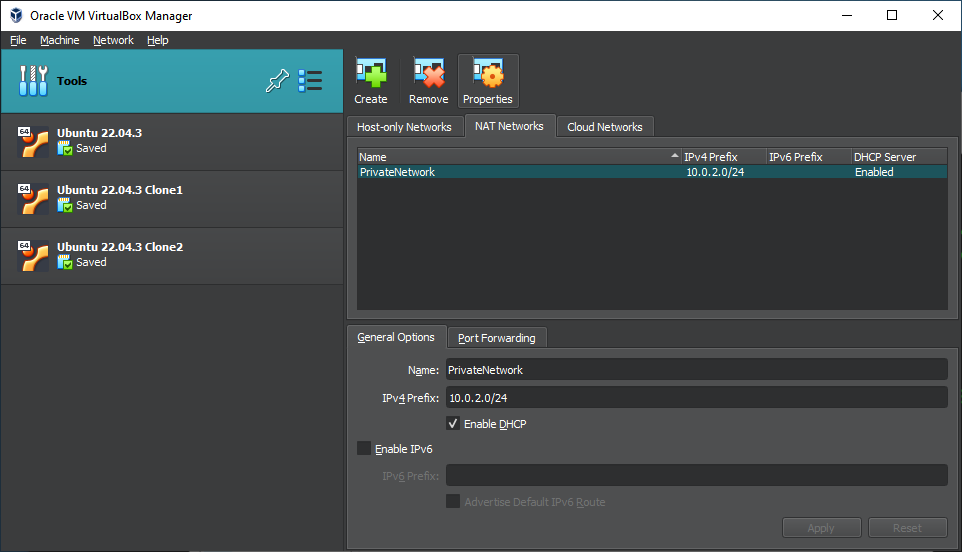 Oracle VM VirtualBox Manager
File Machine Network Help
Tools
64
Ubuntu 22.04.3
Saved
64
Ubuntu 22.04.3 Clone1
Saved
64
Ubuntu 22.04.3 Clone2
Saved
Create Remove Properties
Host-only Networks NAT Networks Cloud Networks
Name IPv4 Prefix IPv6 Prefix DHCP Server
PrivateNetwork 10.0.2.0/24 Enabled
General Options Port Forwarding
Name: PrivateNetwork
IPv4 Prefix: 10.0.2.0/24
Enable DHCP
Enable IPv6
IPv6 Prefix:
Advertise Default IPv6 Route
Apply Reset